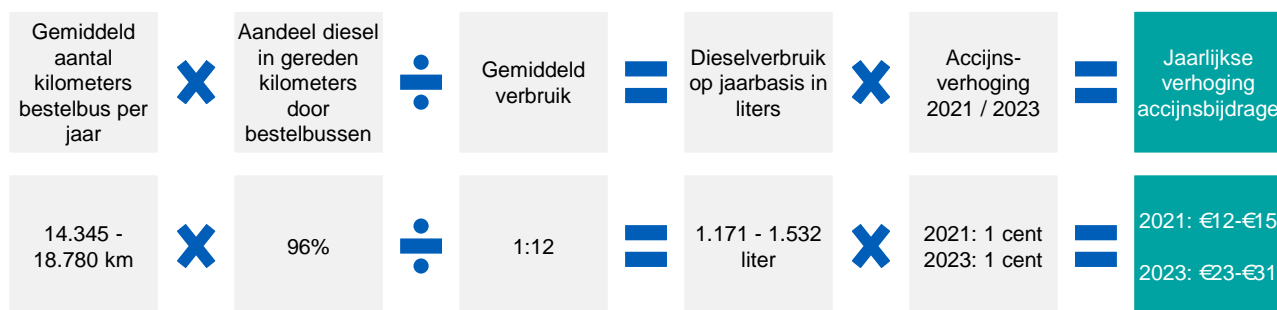 Gemiddeld
aantal
kilometers
bestelbus per
jaar
Aandeel diesel
in gereden
kilometers
door
bestelbussen
Gemiddeld
verbruik
Dieselverbruik
op jaarbasis in
liters
Accijns-
verhoging
2021 / 2023
Jaarlijkse
verhoging
accijnsbijdrage
14.345 -
18.780 km
96%
1:12
1.171 - 1.532
liter
2021: 1 cent
2023: 1 cent
2021: €12-€15
2023: €23-€31